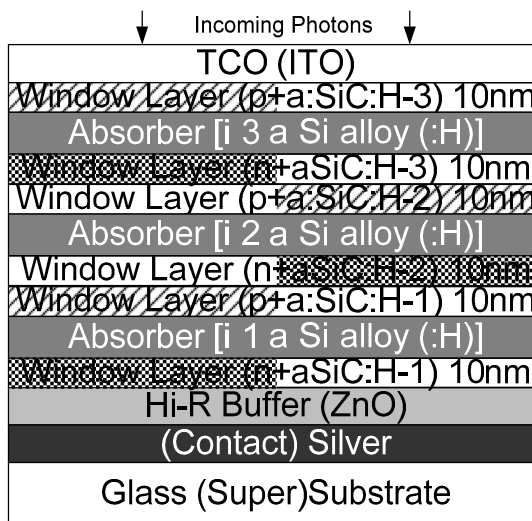 Incoming Photons
TCO (ITO)
Window Layer (p+a:SiC:H-3) 10nm
Absorber [i 3 a Si alloy (:H)]
Window Layer (n+aSiC:H-3) 10nm
Window Layer (p+a:SiC:H-2) 10nm
Absorber [i 2 a Si alloy (:H)]
Window Layer (n+aSiC:H-2) 10nm
Window Layer (p+a:SiC:H-1) 10nm
Absorber [i 1 a Si alloy (:H)]
Window Layer (n+aSiC:H-1) 10nm
Hi-R Buffer (ZnO)
(Contact) Silver
Glass (Super)Substrate